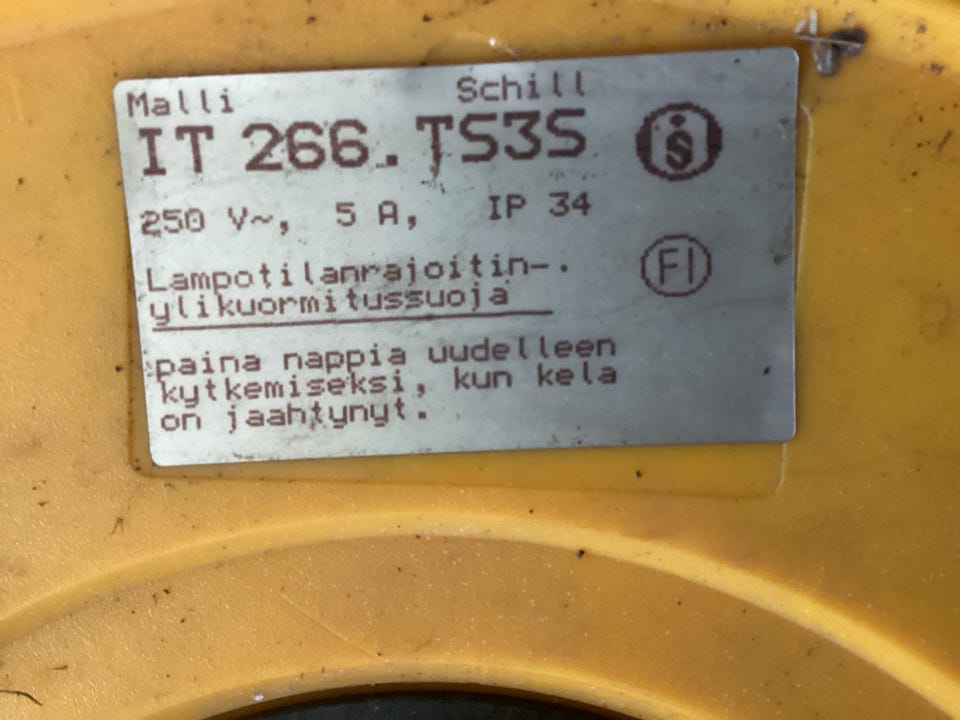 Malli Schill
IT 266.TS3S
250 V~, 5 A, IP 34
Lampotilanrajoitin-.
ylikuormitussuoja
FI
paina nappia uudelleen
kytkemiseksi, kun kela
on jaahtynyt.